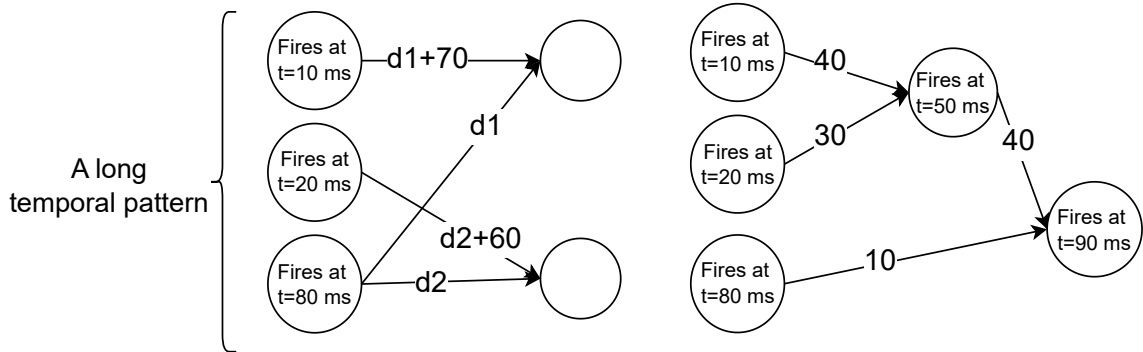 A long
temporal pattern
Fires at
t=10 ms
Fires at
t=20 ms
Fires at
t=80 ms
d1+70
d1
d2+60
d2
Fires at
t=10 ms
Fires at
t=20 ms
Fires at
t=80 ms
40
30
Fires at
t=50 ms
40
10
Fires at
t=90 ms